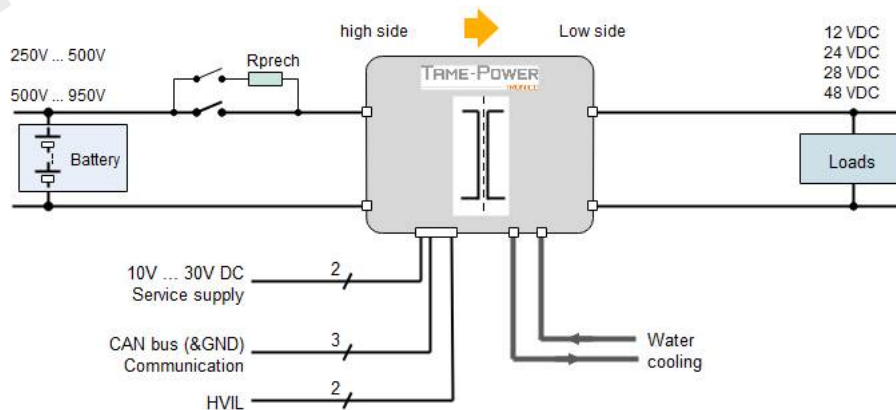 high side
Low side
250V ... 500V
500V ... 950V
Rprech
TAME-POWER
TRONICO
12 VDC
24 VDC
28 VDC
48 VDC
Battery
Loads
10V ... 30V DC
Service supply
2
CAN bus (&GND)
Communication
3
HVIL
2
Water
cooling